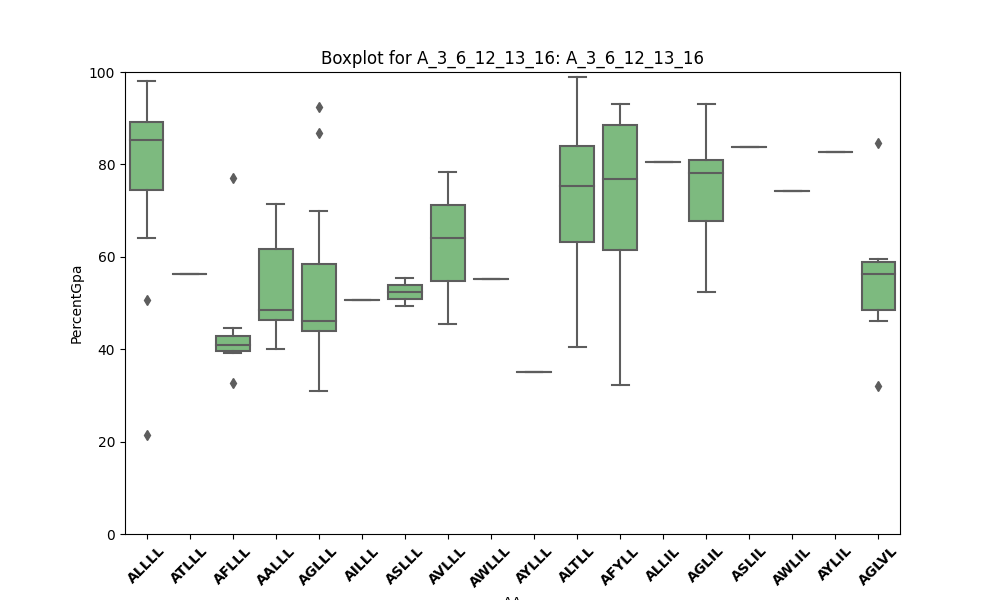 Boxplot for A_3_6_12_13_16: A_3_6_12_13_16
PercentGpa
100
80
60
40
20
0
ALLLL
ATLLL
AFLLL
AALLL
AGLLL
AILLL
ASLLL
AVLLL
AWLLL
AYLLL
ALTLL
AFYLL
ALLIL
AGLIL
ASLIL
AWLIL
AYLIL
AGLVL